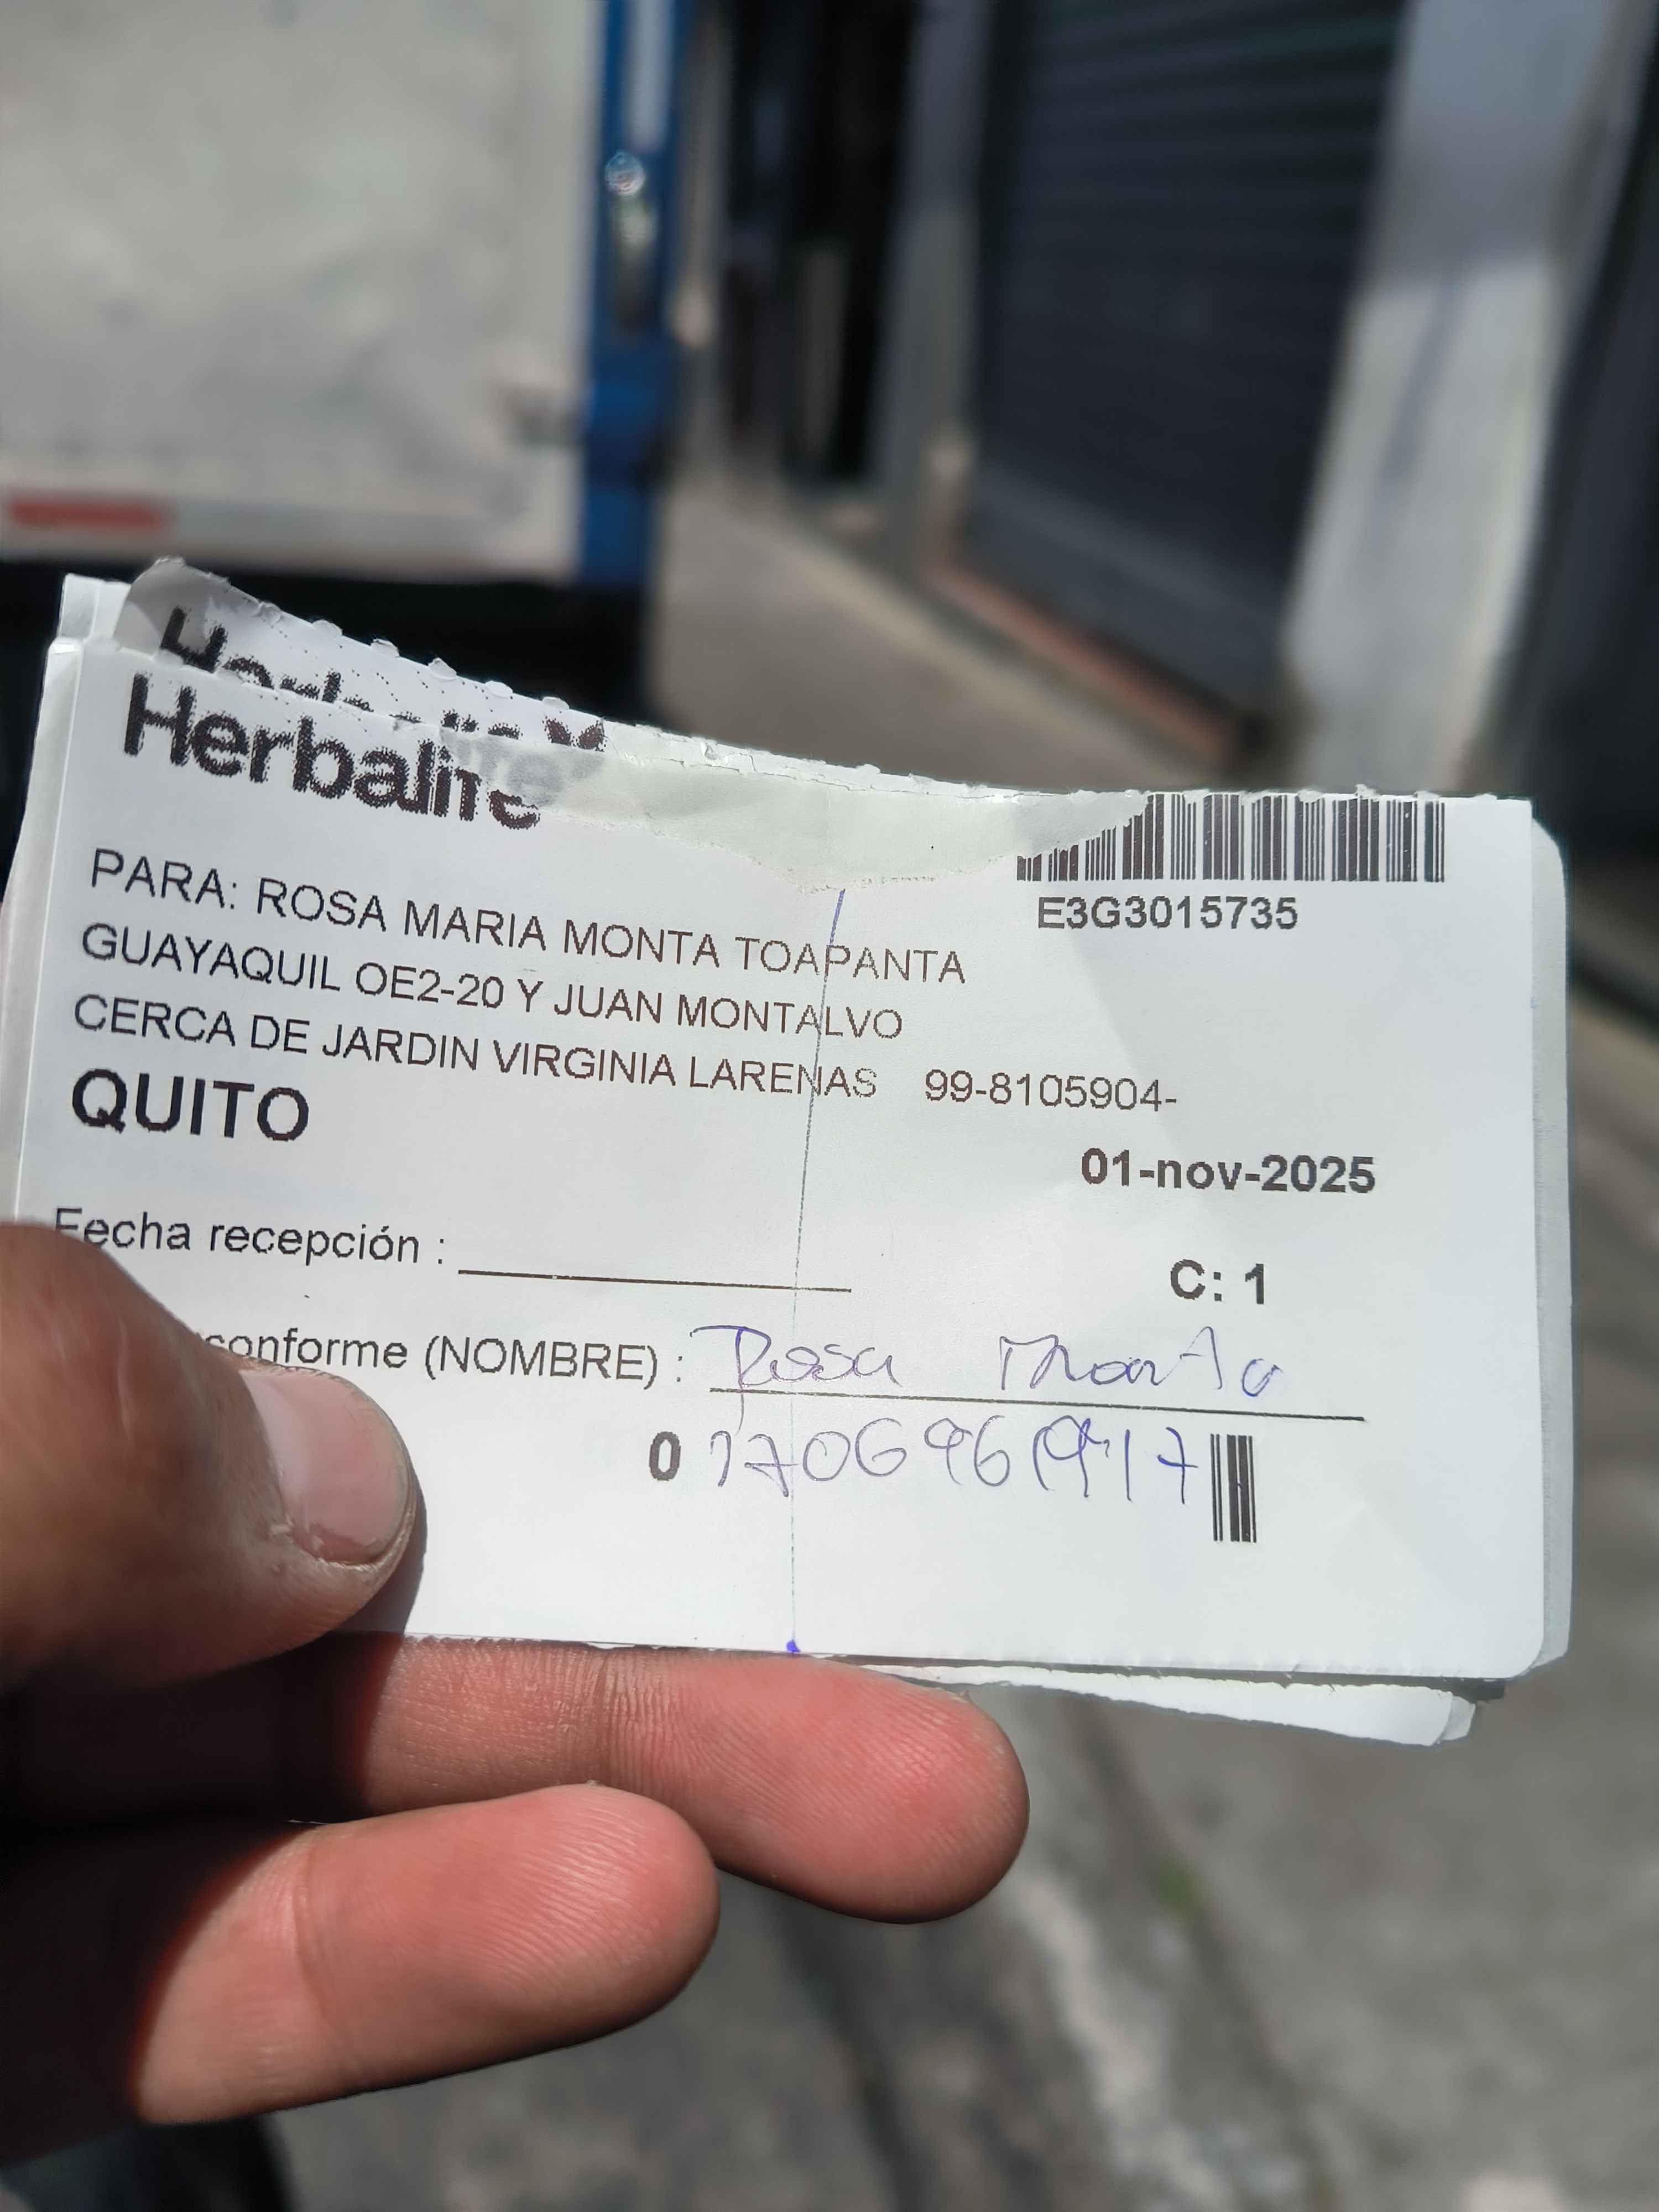 Herbalife
E3G3015735
PARA: ROSA MARIA MONTA TOAPANTA
GUAYAQUIL OE2-20 Y JUAN MONTALVO
CERCA DE JARDIN VIRGINIA LARENAS 99-8105904-
QUITO
01-nov-2025
Fecha recepción :
C: 1
conforme (NOMBRE) : Rosa Monta
0